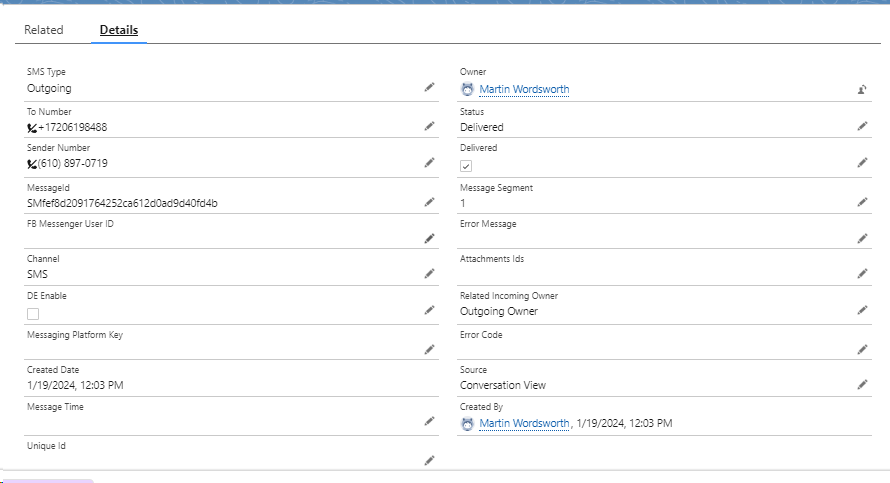 Related
Details
SMS Type
Outgoing
To Number
+17206198488
Sender Number
(610) 897-0719
MessageId
SMfef8d2091764252ca612d0ad9d40fd4b
FB Messenger User ID
Channel
SMS
DE Enable
Messaging Platform Key
Created Date
1/19/2024, 12:03 PM
Message Time
Unique Id
Owner
Martin Wordsworth
Status
Delivered
Delivered
Message Segment
1
Error Message
Attachments Ids
Related Incoming Owner
Outgoing Owner
Error Code
Source
Conversation View
Created By
Martin Wordsworth, 1/19/2024, 12:03 PM